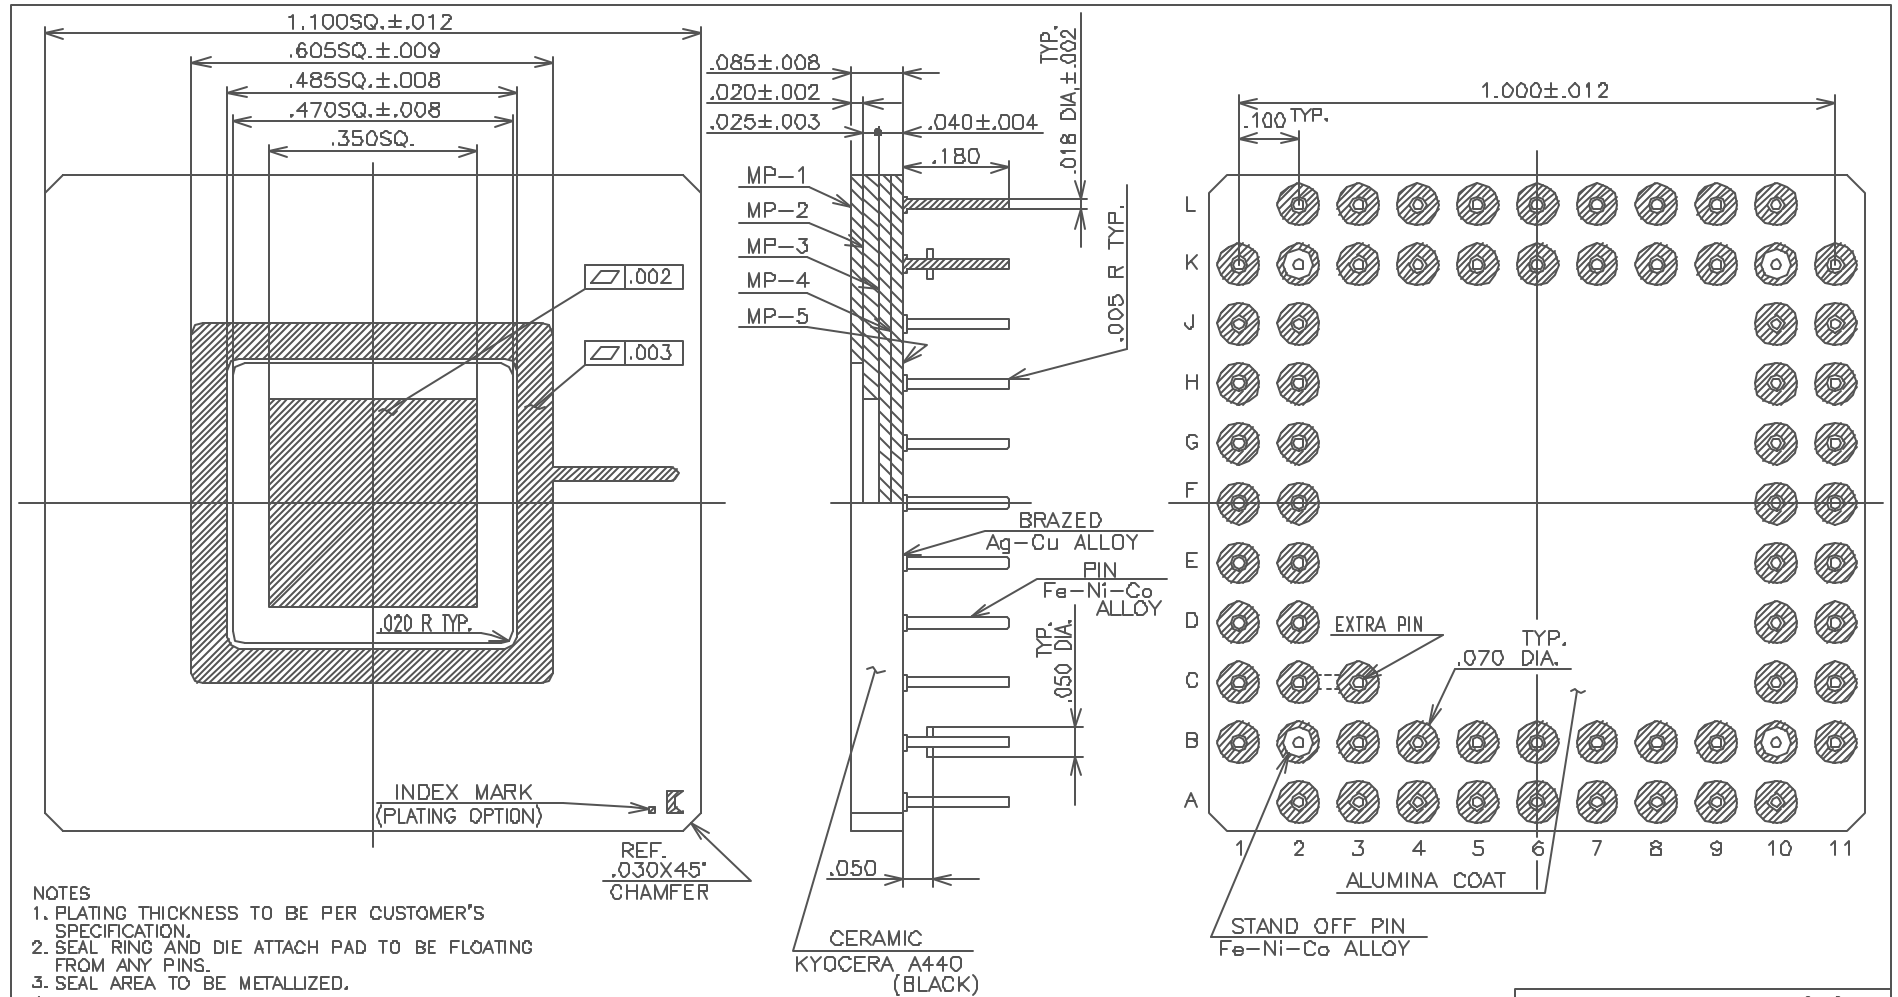 1.100SQ.±.012
.605SQ.±.009
.485SQ.±.008
.470SQ.±.008
.350SQ.
.002
.003
.020 R TYP.
INDEX MARK
(PLATING OPTION)
REF.
.030X45°
CHAMFER
NOTES
1. PLATING THICKNESS TO BE PER CUSTOMER'S
SPECIFICATION.
2. SEAL RING AND DIE ATTACH PAD TO BE FLOATING
FROM ANY PINS.
3. SEAL AREA TO BE METALLIZED.
.085±.008
.020±.002
.025±.003
.040±.004
.180
TYP.
.018 DIA.±.002
MP-1
MP-2
MP-3
MP-4
MP-5
.005 R TYP.
BRAZED
Ag-Cu ALLOY
PIN
Fe-Ni-Co
ALLOY
TYP.
.050 DIA.
.050
CERAMIC
KYOCERA A440
(BLACK)
1.000±.012
.100 TYP.
L
K
J
H
G
F
E
D
C
B
A
EXTRA PIN
TYP.
.070 DIA.
1 2 3 4 5 6 7 8 9 10 11
ALUMINA COAT
STAND OFF PIN
Fe-Ni-Co ALLOY